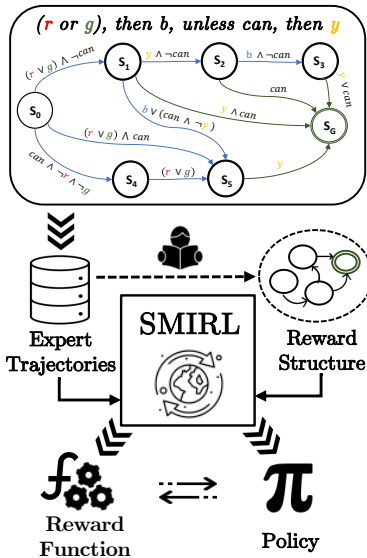 (r or g), then b, unless can, then y
(r ∨ g) ∧ ¬can
S₁
y ∧ ¬can
S₂
b ∧ ¬can
S₃
y ∨ can
can
S₀
b ∨ (can ∧ ¬y)
y ∧ can
S_G
(r ∨ g) ∧ can
can ∧ ¬r ∧ ¬g
S₄
(r ∨ g)
S₅
y
SMIRL
Expert
Trajectories
Reward
Structure
f
π
Reward
Function
Policy